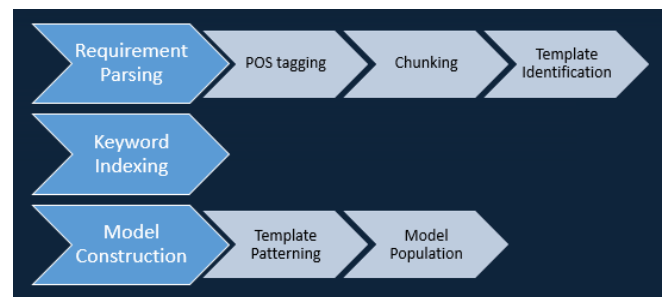 Requirement
Parsing
POS tagging
Chunking
Template
Identification
Keyword
Indexing
Model
Construction
Template
Patterning
Model
Population